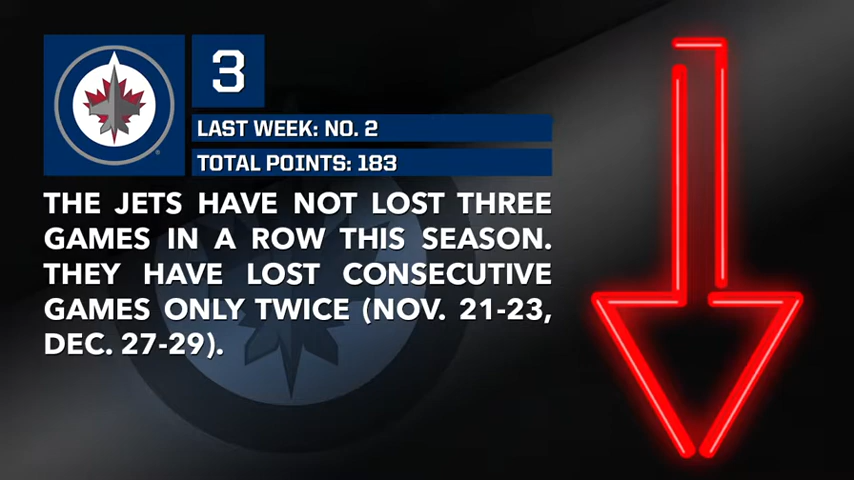 3
LAST WEEK: NO. 2
TOTAL POINTS: 183
THE JETS HAVE NOT LOST THREE
GAMES IN A ROW THIS SEASON.
THEY HAVE LOST CONSECUTIVE
GAMES ONLY TWICE (NOV. 21-23,
DEC. 27-29).